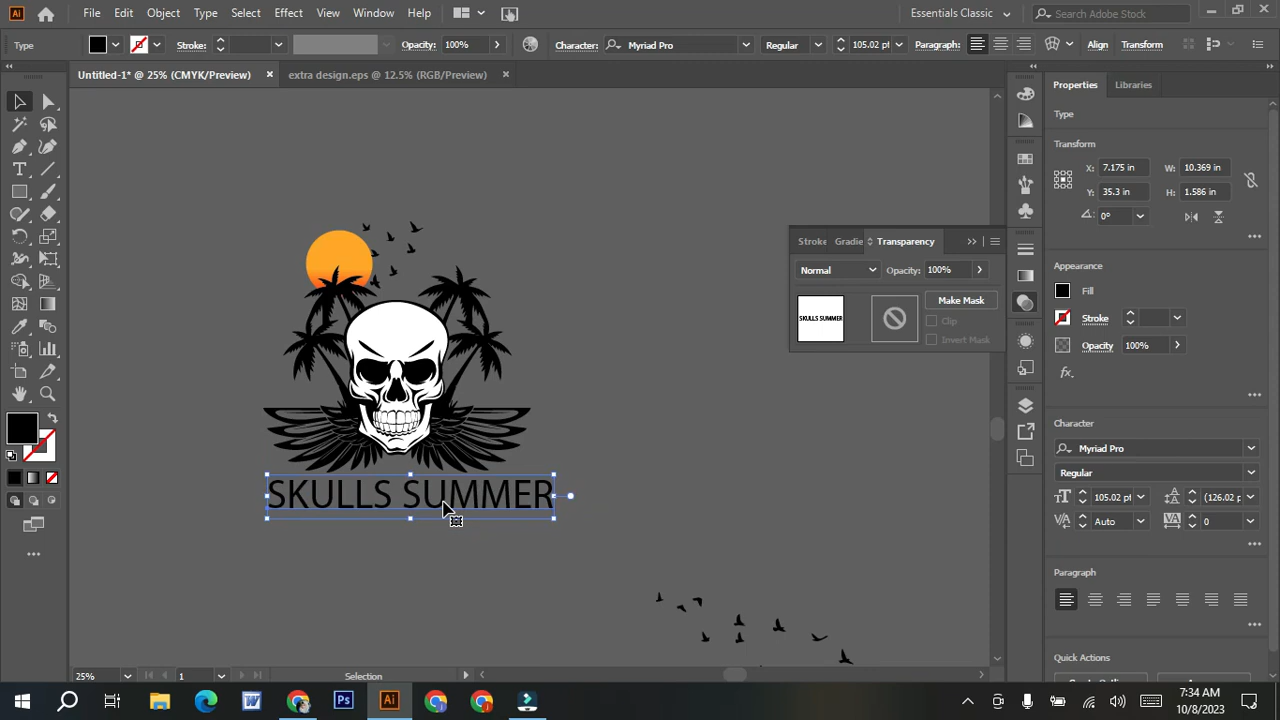 Ai File Edit Object Type Select Effect View Window Help Essentials Classic Search Adobe Stock
Type Stroke: Opacity: 100% Character: Myriad Pro Regular 105.02 pt Paragraph: Align Transform
Untitled-1* @ 25% (CMYK/Preview) × extra design.eps @ 12.5% (RGB/Preview) ×
Properties Libraries
Type
Transform
X: 7.175 in W: 10.369 in
Y: 35.3 in H: 1.586 in
0°
Stroke Gradie Transparency
Normal Opacity: 100%
SKULLS SUMMER
Make Mask
Clip
Invert Mask
Appearance
Fill
Stroke
Opacity 100%
fx
SKULLS SUMMER
Character
Myriad Pro
Regular
105.02 pt (126.02 p
Auto 0
Paragraph
Quick Actions
25% 1 Selection
W Ps Ai
7:34 AM
10/8/2023